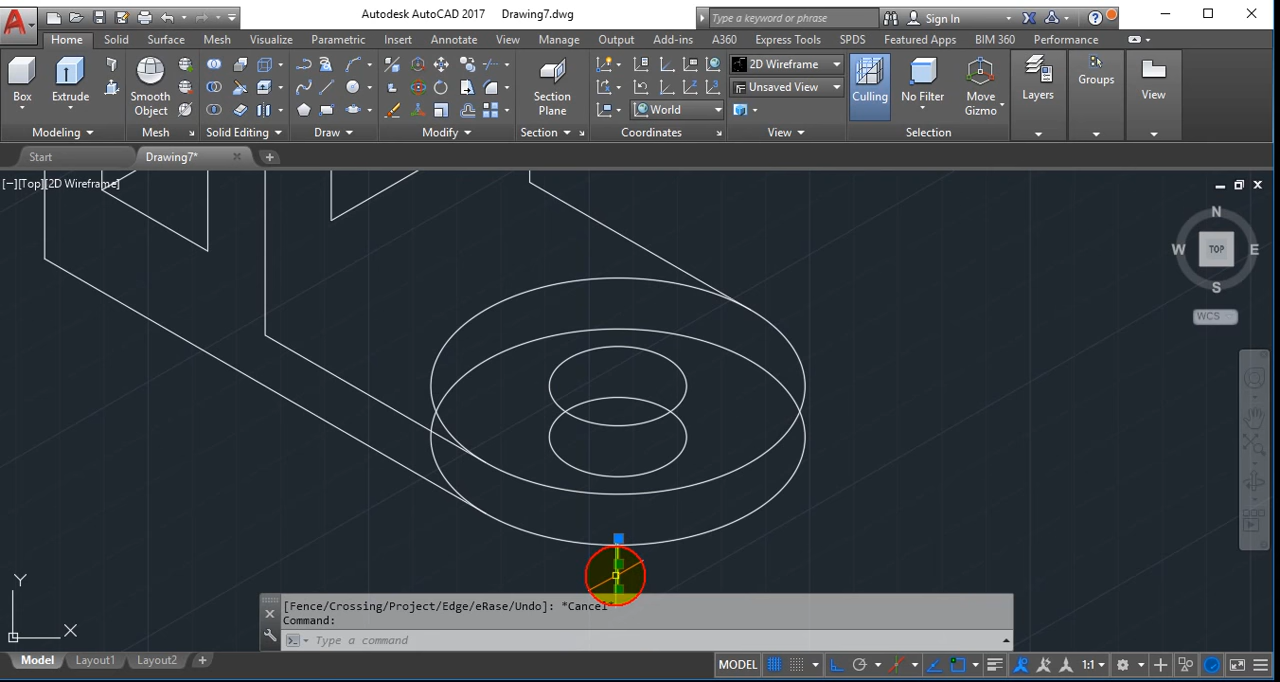 Autodesk AutoCAD 2017 Drawing7.dwg
Type a keyword or phrase
Sign In
Home Solid Surface Mesh Visualize Parametric Insert Annotate View Manage Output Add-ins A360 Express Tools SPDS Featured Apps BIM 360 Performance
Box
Extrude
Smooth Object
Section Plane
World
2D Wireframe
Unsaved View
Culling
No Filter
Move Gizmo
Layers
Groups
View
Modeling Mesh Solid Editing Draw Modify Section Coordinates View Selection
Start Drawing7*
[−][Top][2D Wireframe]
N
W TOP E
S
WCS
Y
X
[Fence/Crossing/Project/Edge/eRase/Undo]: *Cancel*
Command:
Type a command
Model Layout1 Layout2
MODEL
1:1